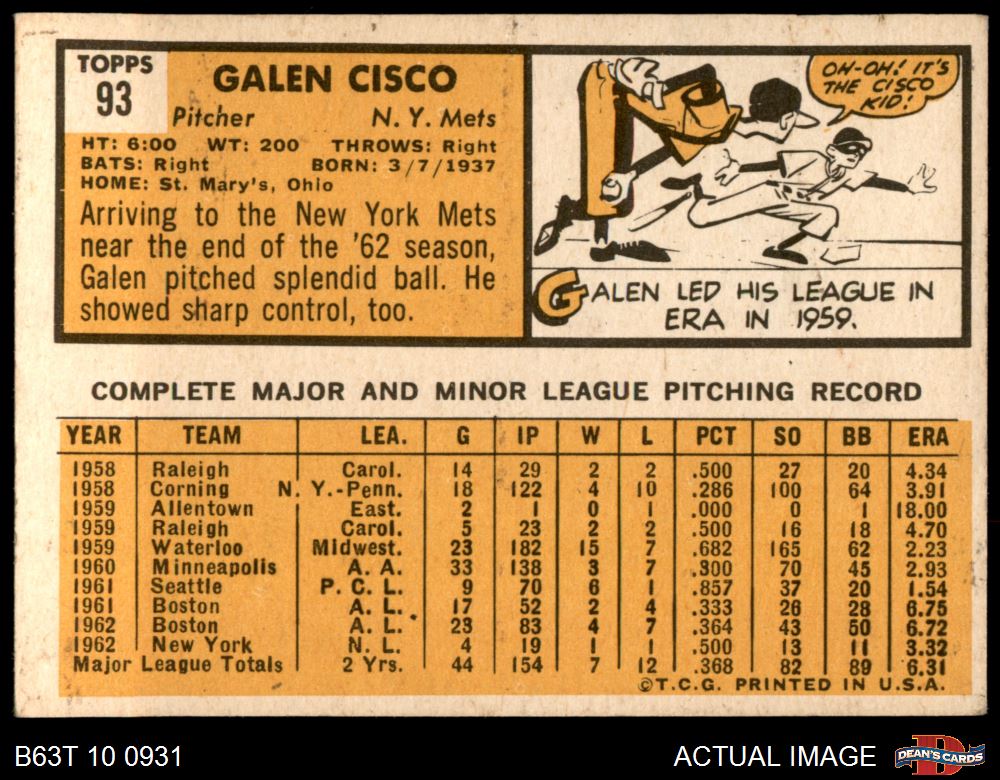 TOPPS
93
GALEN CISCO
Pitcher N. Y. Mets
HT: 6:00 WT: 200 THROWS: Right
BATS: Right BORN: 3/7/1937
HOME: St. Mary's, Ohio
Arriving to the New York Mets
near the end of the '62 season,
Galen pitched splendid ball. He
showed sharp control, too.
OH-OH! IT'S
THE CISCO
KID!
GALEN LED HIS LEAGUE IN
ERA IN 1959.
COMPLETE MAJOR AND MINOR LEAGUE PITCHING RECORD
YEAR TEAM LEA. G IP W L PCT SO BB ERA
1958 Raleigh Carol. 14 29 2 2 .500 27 20 4.34
1958 Corning N. Y.-Penn. 18 122 4 10 .286 100 64 3.91
1959 Allentown East. 2 1 0 1 .000 0 1 18.00
1959 Raleigh Carol. 5 23 2 2 .500 16 18 4.70
1959 Waterloo Midwest. 23 182 15 7 .682 165 62 2.23
1960 Minneapolis A. A. 33 138 3 7 .300 70 45 2.93
1961 Seattle P. C. L. 9 70 6 1 .857 37 20 1.54
1961 Boston A. L. 17 52 2 4 .333 26 28 6.75
1962 Boston A. L. 23 83 4 7 .364 43 50 6.72
1962 New York N. L. 4 19 1 1 .500 13 11 3.32
Major League Totals 2 Yrs. 44 154 7 12 .368 82 89 6.31
©T.C.G. PRINTED IN U.S.A.
B63T 10 0931 ACTUAL IMAGE
D
DEAN'S CARDS